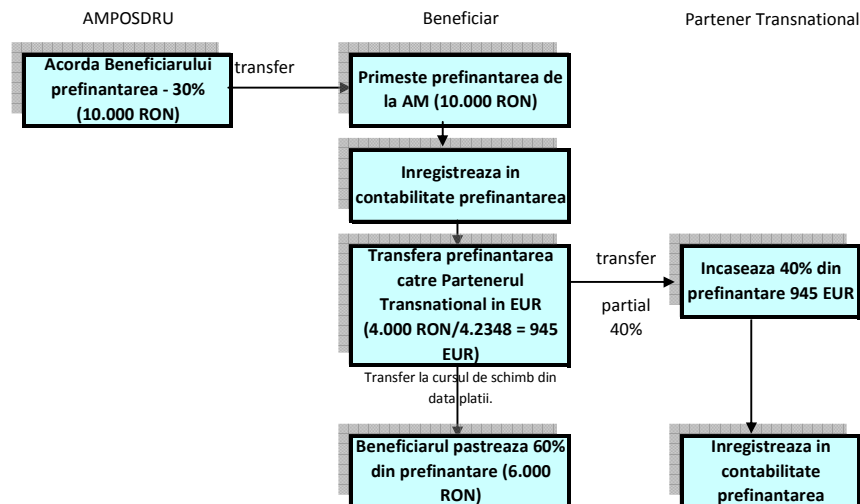 AMPOSDRU
Beneficiar
Partener Transnational
Acorda Beneficiarului
prefinantarea - 30%
(10.000 RON)
transfer
Primeste prefinantarea de
la AM (10.000 RON)
Inregistreaza in
contabilitate prefinantarea
Transfera prefinantarea
catre Partenerul
Transnational in EUR
(4.000 RON/4.2348 = 945
EUR)
transfer
partial
40%
Incaseaza 40% din
prefinantare 945 EUR
Transfer la cursul de schimb din
data platii.
Beneficiarul pastreaza 60%
din prefinantare (6.000
RON)
Inregistreaza in
contabilitate
prefinantarea